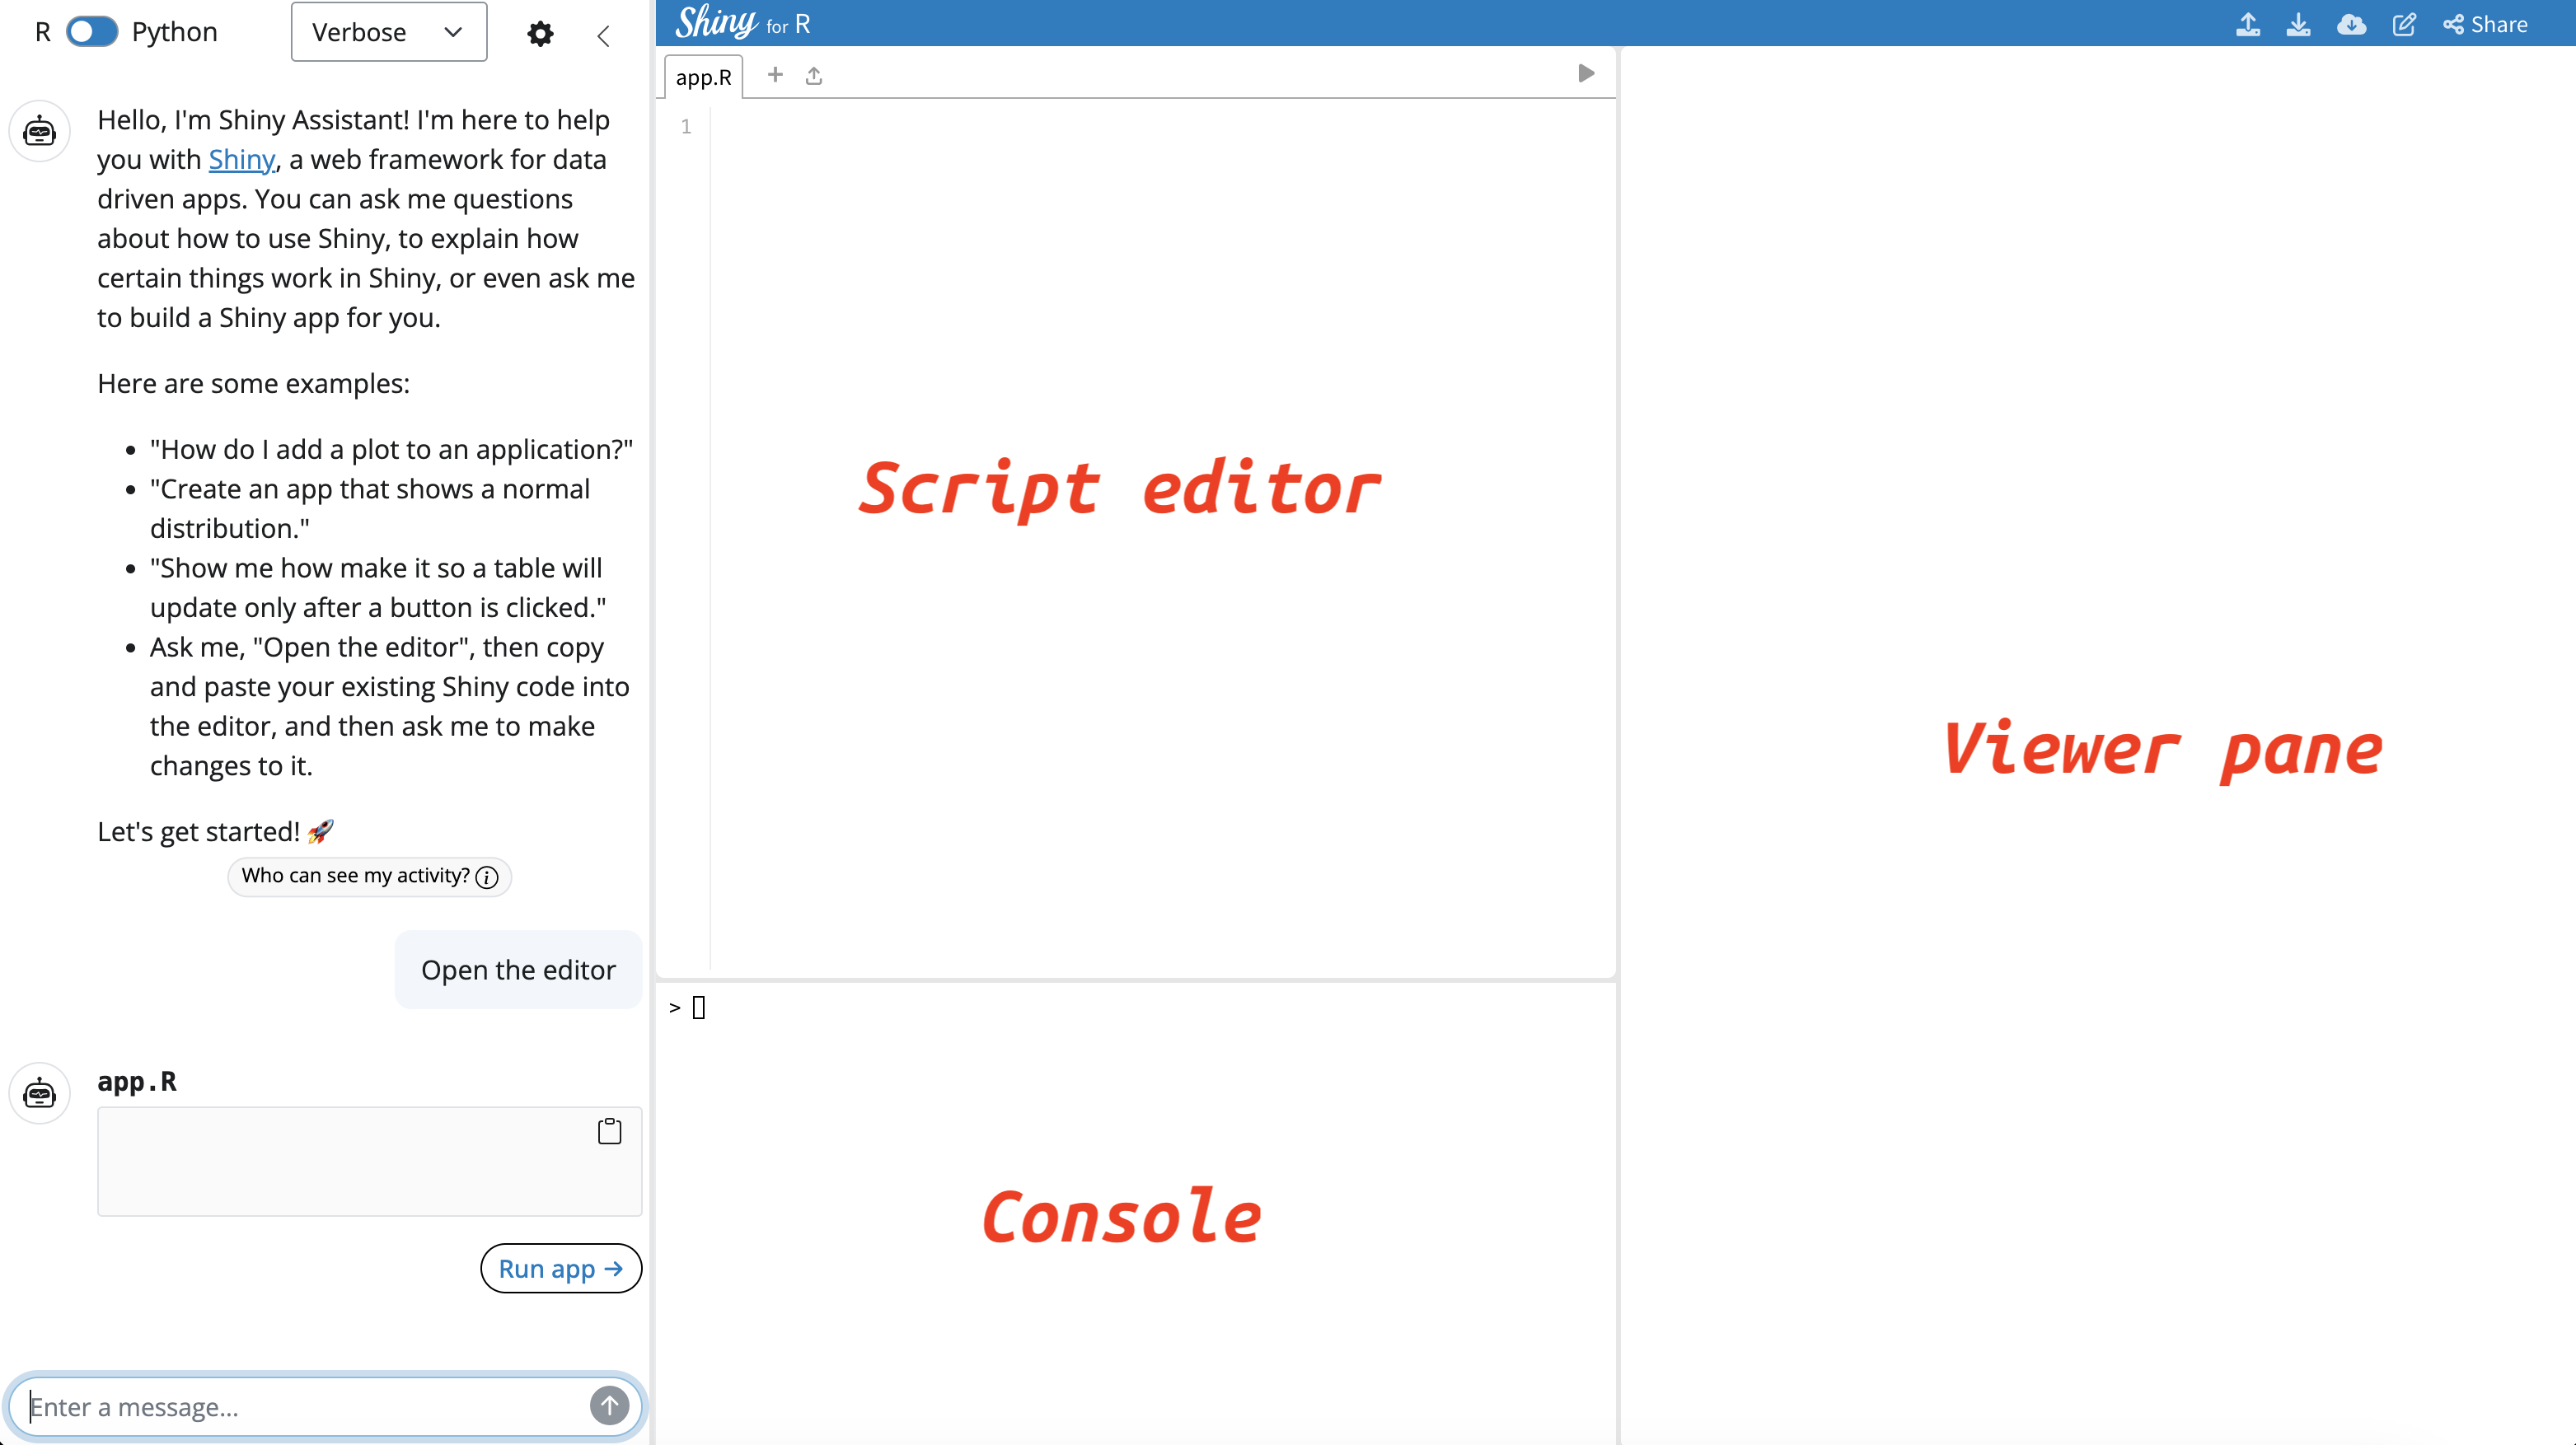 R Python Verbose
Hello, I'm Shiny Assistant! I'm here to help
you with Shiny, a web framework for data
driven apps. You can ask me questions
about how to use Shiny, to explain how
certain things work in Shiny, or even ask me
to build a Shiny app for you.
Here are some examples:
• "How do I add a plot to an application?"
• "Create an app that shows a normal
distribution."
• "Show me how make it so a table will
update only after a button is clicked."
• Ask me, "Open the editor", then copy
and paste your existing Shiny code into
the editor, and then ask me to make
changes to it.
Let's get started! 🚀
Who can see my activity?
Open the editor
app.R
Run app →
Enter a message...
Shiny for R
Share
app.R
1
Script editor
>
Console
Viewer pane